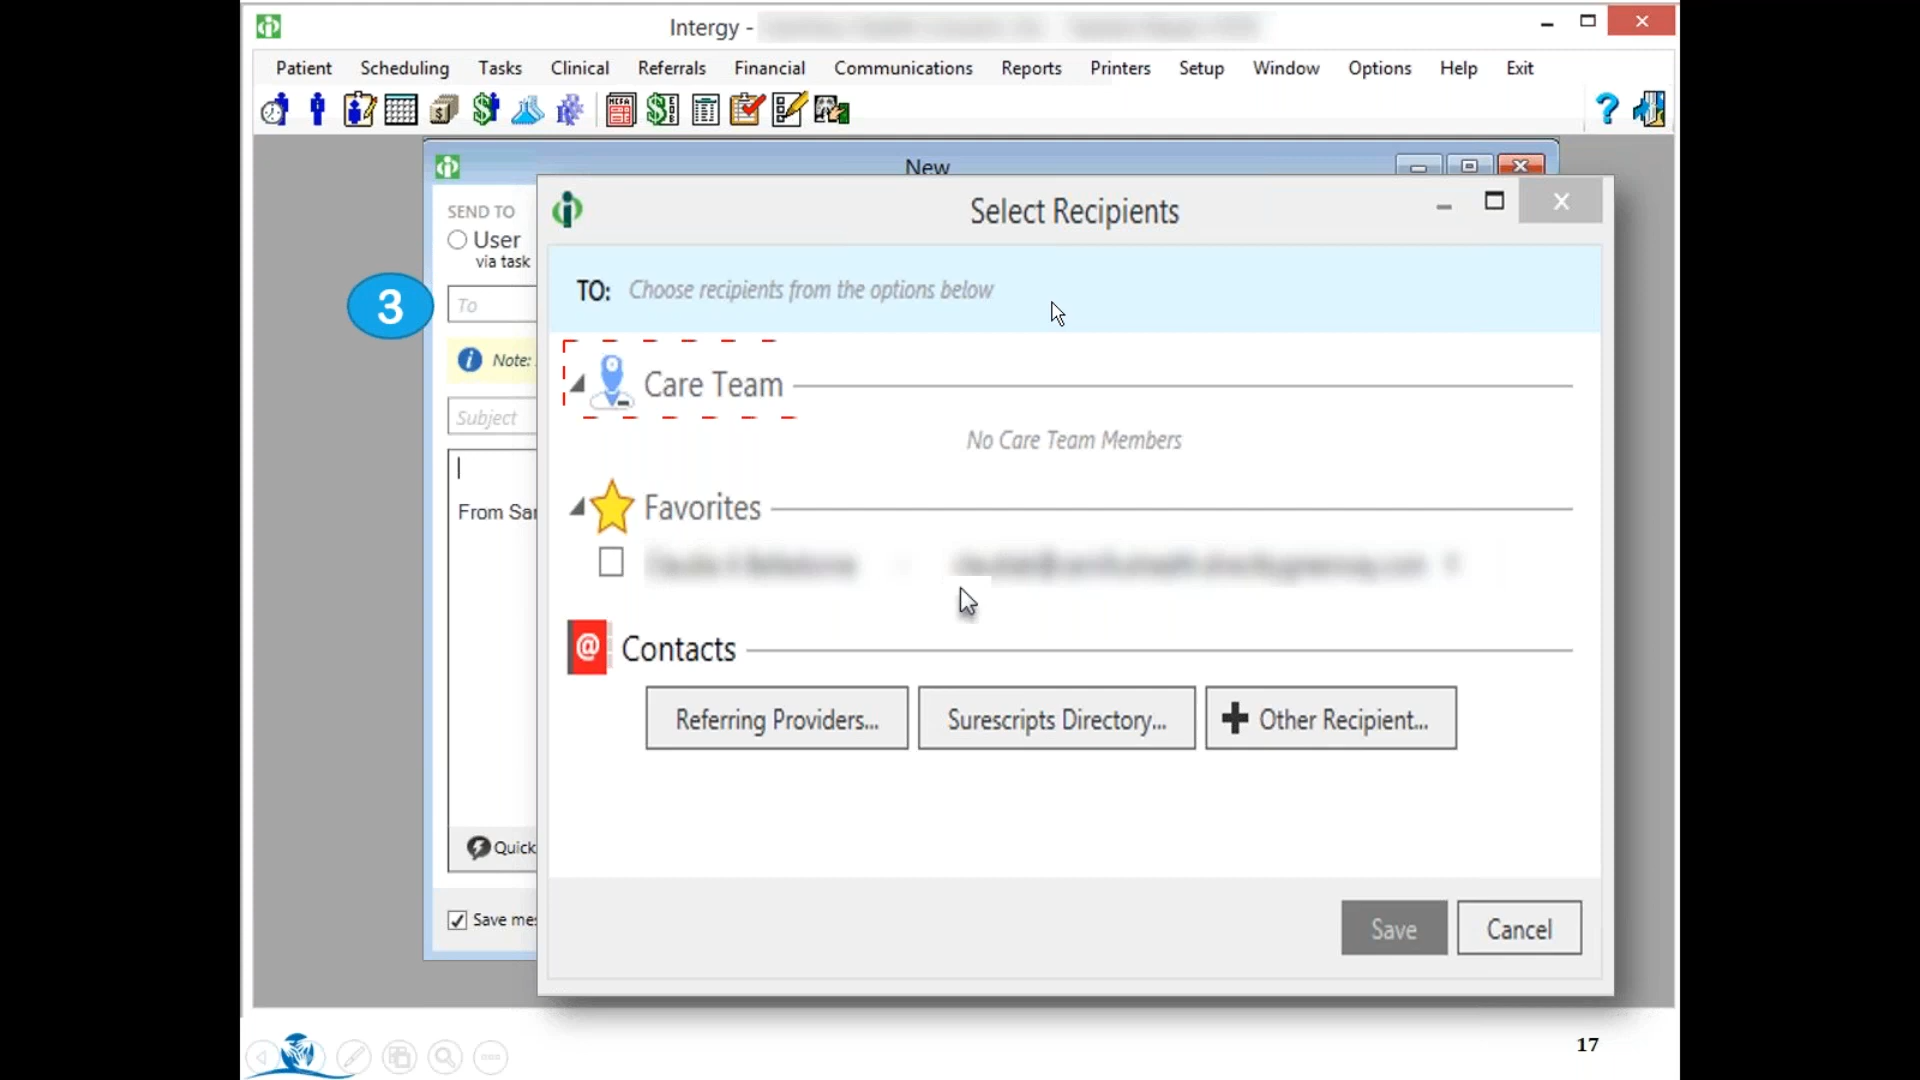 Intergy -
Patient Scheduling Tasks Clinical Referrals Financial Communications Reports Printers Setup Window Options Help Exit
New
SEND TO
User
via task
3
To
Note:
Subject
From Sar
Quick
Save mes
Select Recipients
TO: Choose recipients from the options below
Care Team
No Care Team Members
Favorites
@ Contacts
Referring Providers... Surescripts Directory... Other Recipient...
Save Cancel
17